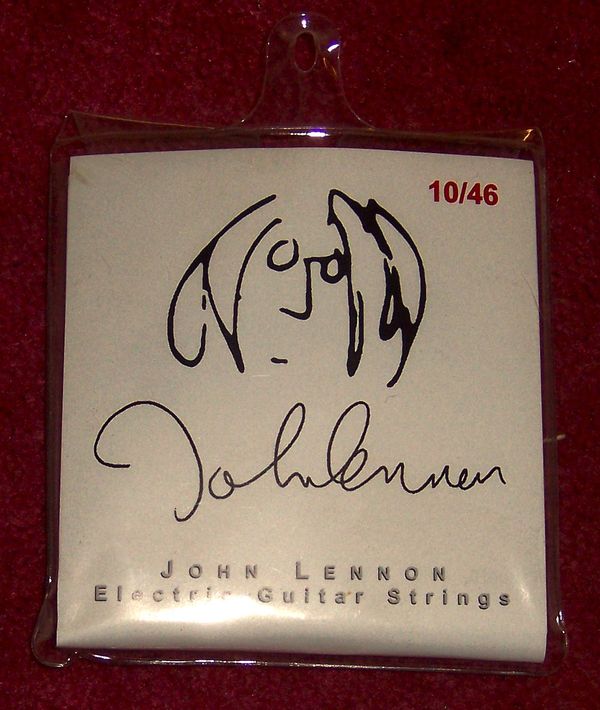 10/46
John Lennon
JOHN LENNON
Electric Guitar Strings